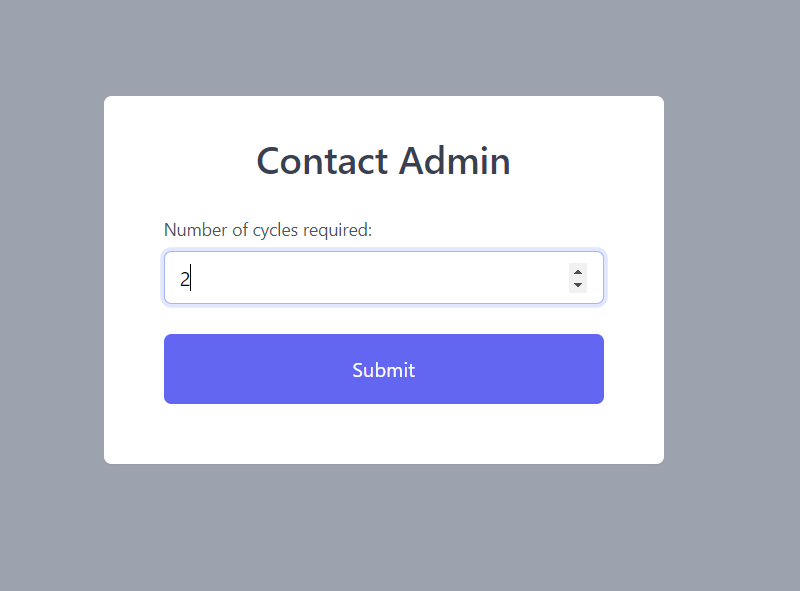 Contact Admin
Number of cycles required:
2
Submit